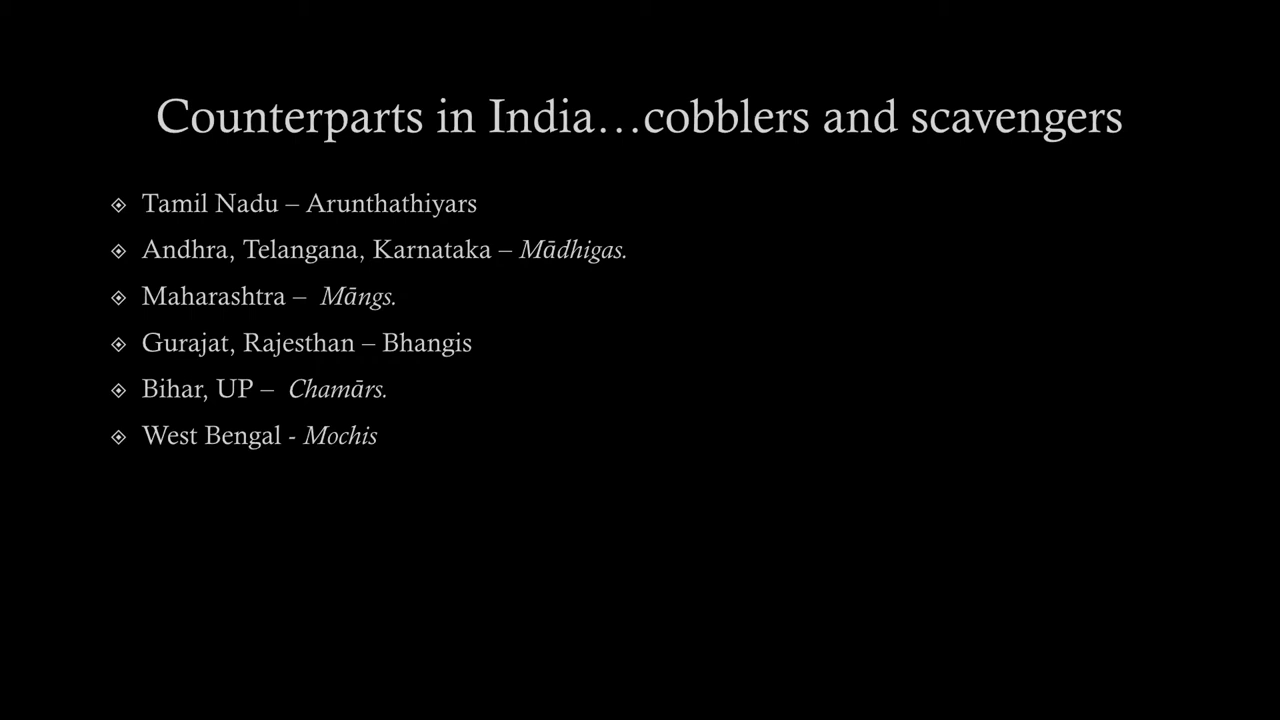 Counterparts in India…cobblers and scavengers
Tamil Nadu – Arunthathiyars
Andhra, Telangana, Karnataka – Mādhigas.
Maharashtra – Māngs.
Gurajat, Rajesthan – Bhangis
Bihar, UP – Chamārs.
West Bengal - Mochis